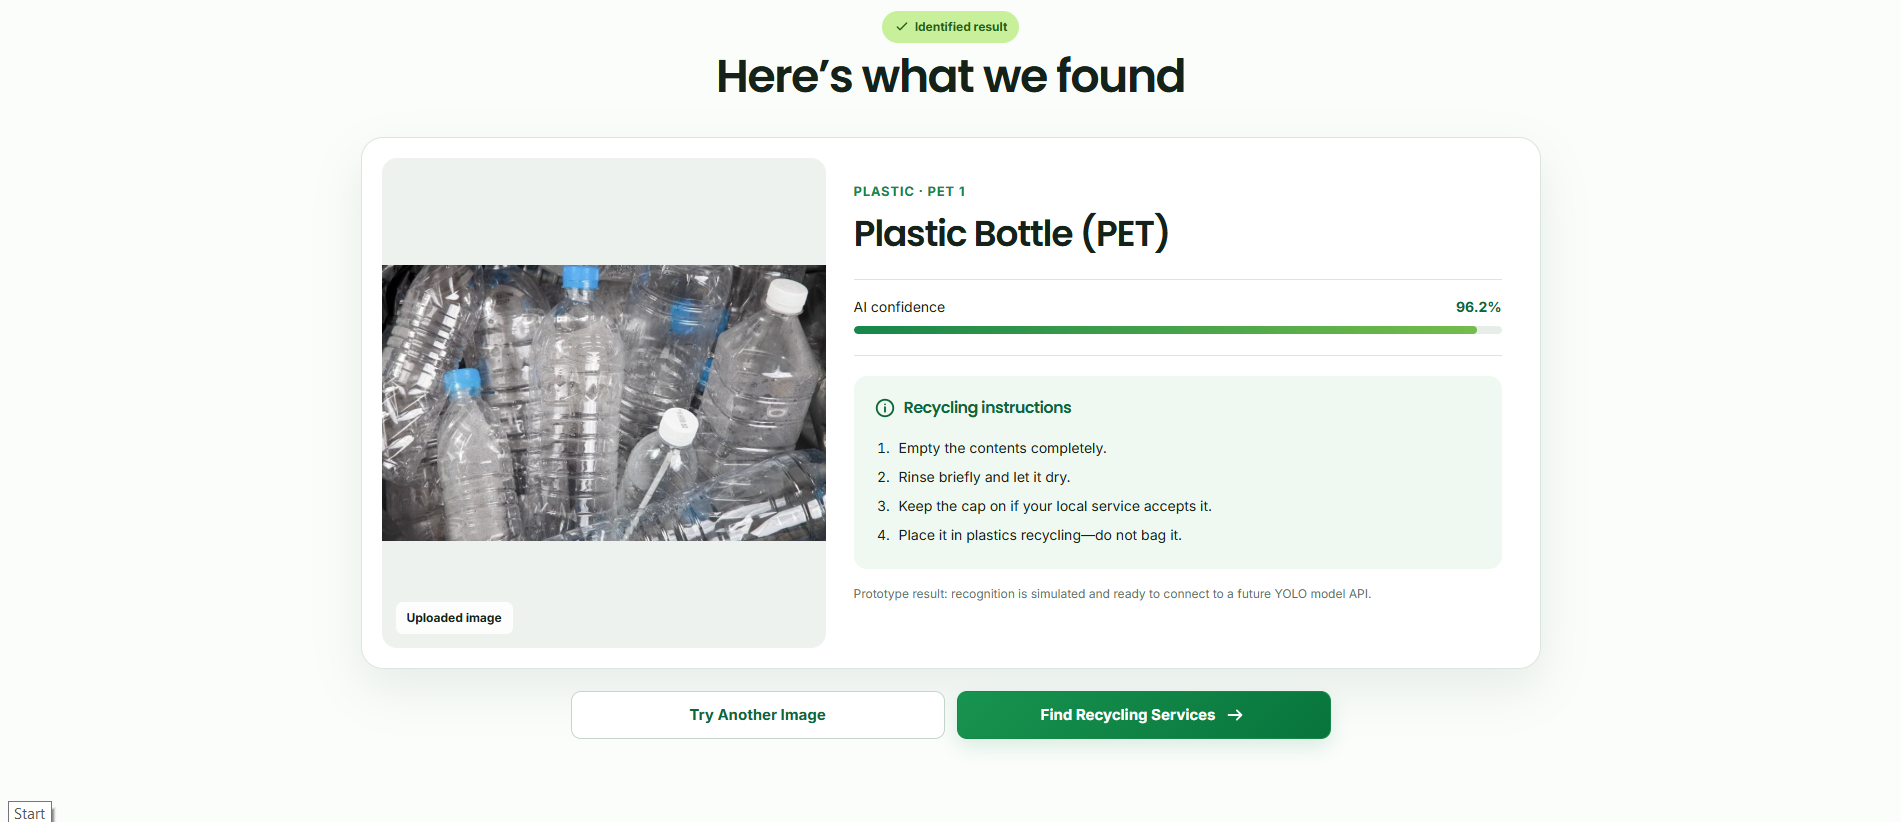 Identified result
Here’s what we found
PLASTIC · PET 1
Plastic Bottle (PET)
AI confidence
96.2%
Recycling instructions
1. Empty the contents completely.
2. Rinse briefly and let it dry.
3. Keep the cap on if your local service accepts it.
4. Place it in plastics recycling—do not bag it.
Prototype result: recognition is simulated and ready to connect to a future YOLO model API.
Uploaded image
Try Another Image
Find Recycling Services →
Start